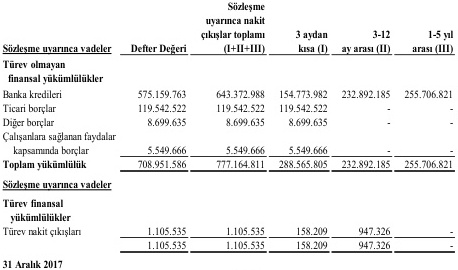 Sözleşme
uyarınca nakit
çıkışlar toplamı 3 aydan 3-12 1-5 yıl
Sözleşme uyarınca vadeler Defter Değeri (I+II+III) kısa (I) ay arası (II) arası (III)
Türev olmayan
finansal yükümlülükler
Banka kredileri 575.159.763 643.372.988 154.773.982 232.892.185 255.706.821
Ticari borçlar 119.542.522 119.542.522 119.542.522 - -
Diğer borçlar 8.699.635 8.699.635 8.699.635 - -
Çalışanlara sağlanan faydalar
kapsamında borçlar 5.549.666 5.549.666 5.549.666 - -
Toplam yükümlülük 708.951.586 777.164.811 288.565.805 232.892.185 255.706.821
Sözleşme uyarınca vadeler
Türev finansal
yükümlülükler
Türev nakit çıkışları 1.105.535 1.105.535 158.209 947.326 -
1.105.535 1.105.535 158.209 947.326 -
31 Aralık 2017